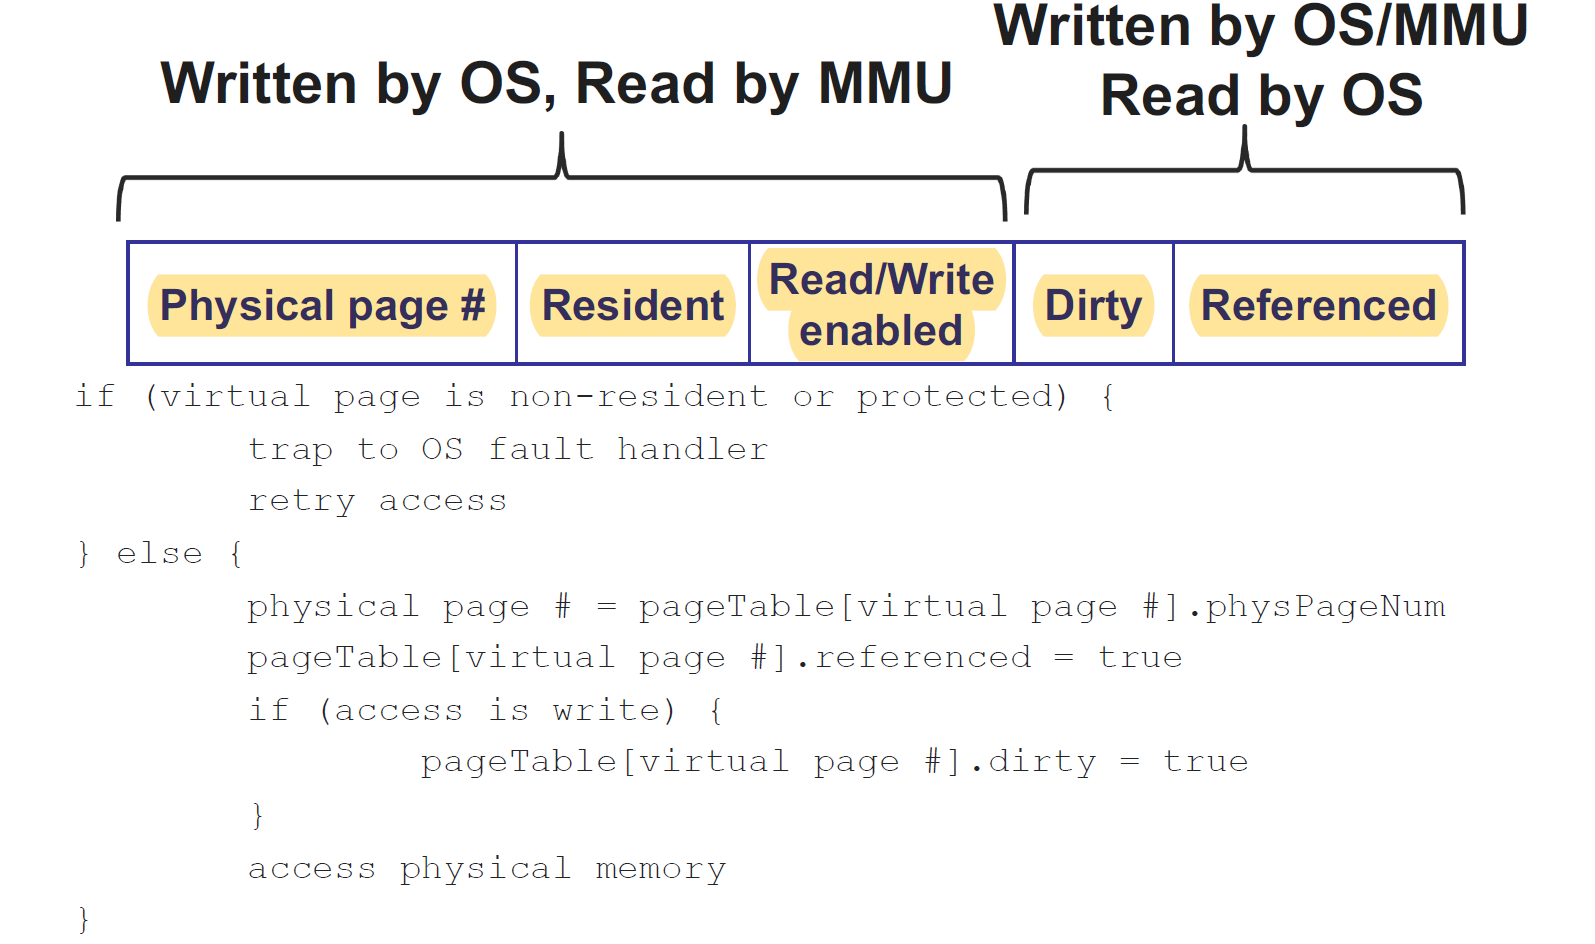 Written by OS/MMU
Written by OS, Read by MMU
Read by OS
Physical page #
Resident
Read/Write
enabled
Dirty
Referenced
if (virtual page is non-resident or protected) {
trap to OS fault handler
retry access
} else {
physical page # = pageTable[virtual page #].physPageNum
pageTable[virtual page #].referenced = true
if (access is write) {
pageTable[virtual page #].dirty = true
}
access physical memory
}